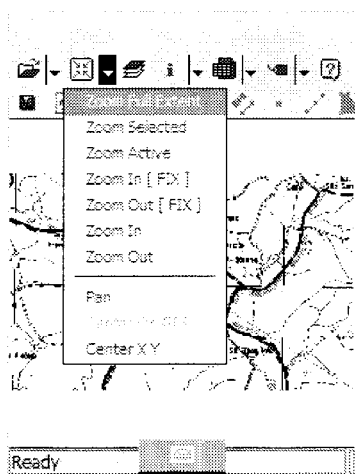 Zoom Full Extent
Zoom Selected
Zoom Active
Zoom In [ FIX ]
Zoom Out [ FIX ]
Zoom In
Zoom Out
Pan
Center X Y
Ready